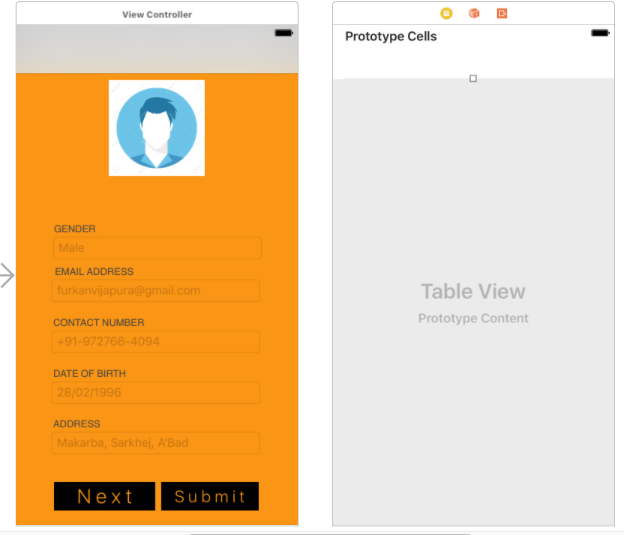 View Controller
Prototype Cells
GENDER
Male
EMAIL ADDRESS
furkanvijapura@gmail.com
CONTACT NUMBER
+91-972766-4094
DATE OF BIRTH
28/02/1996
ADDRESS
Makarba, Sarkhej, A'Bad
Next
Submit
Table View
Prototype Content